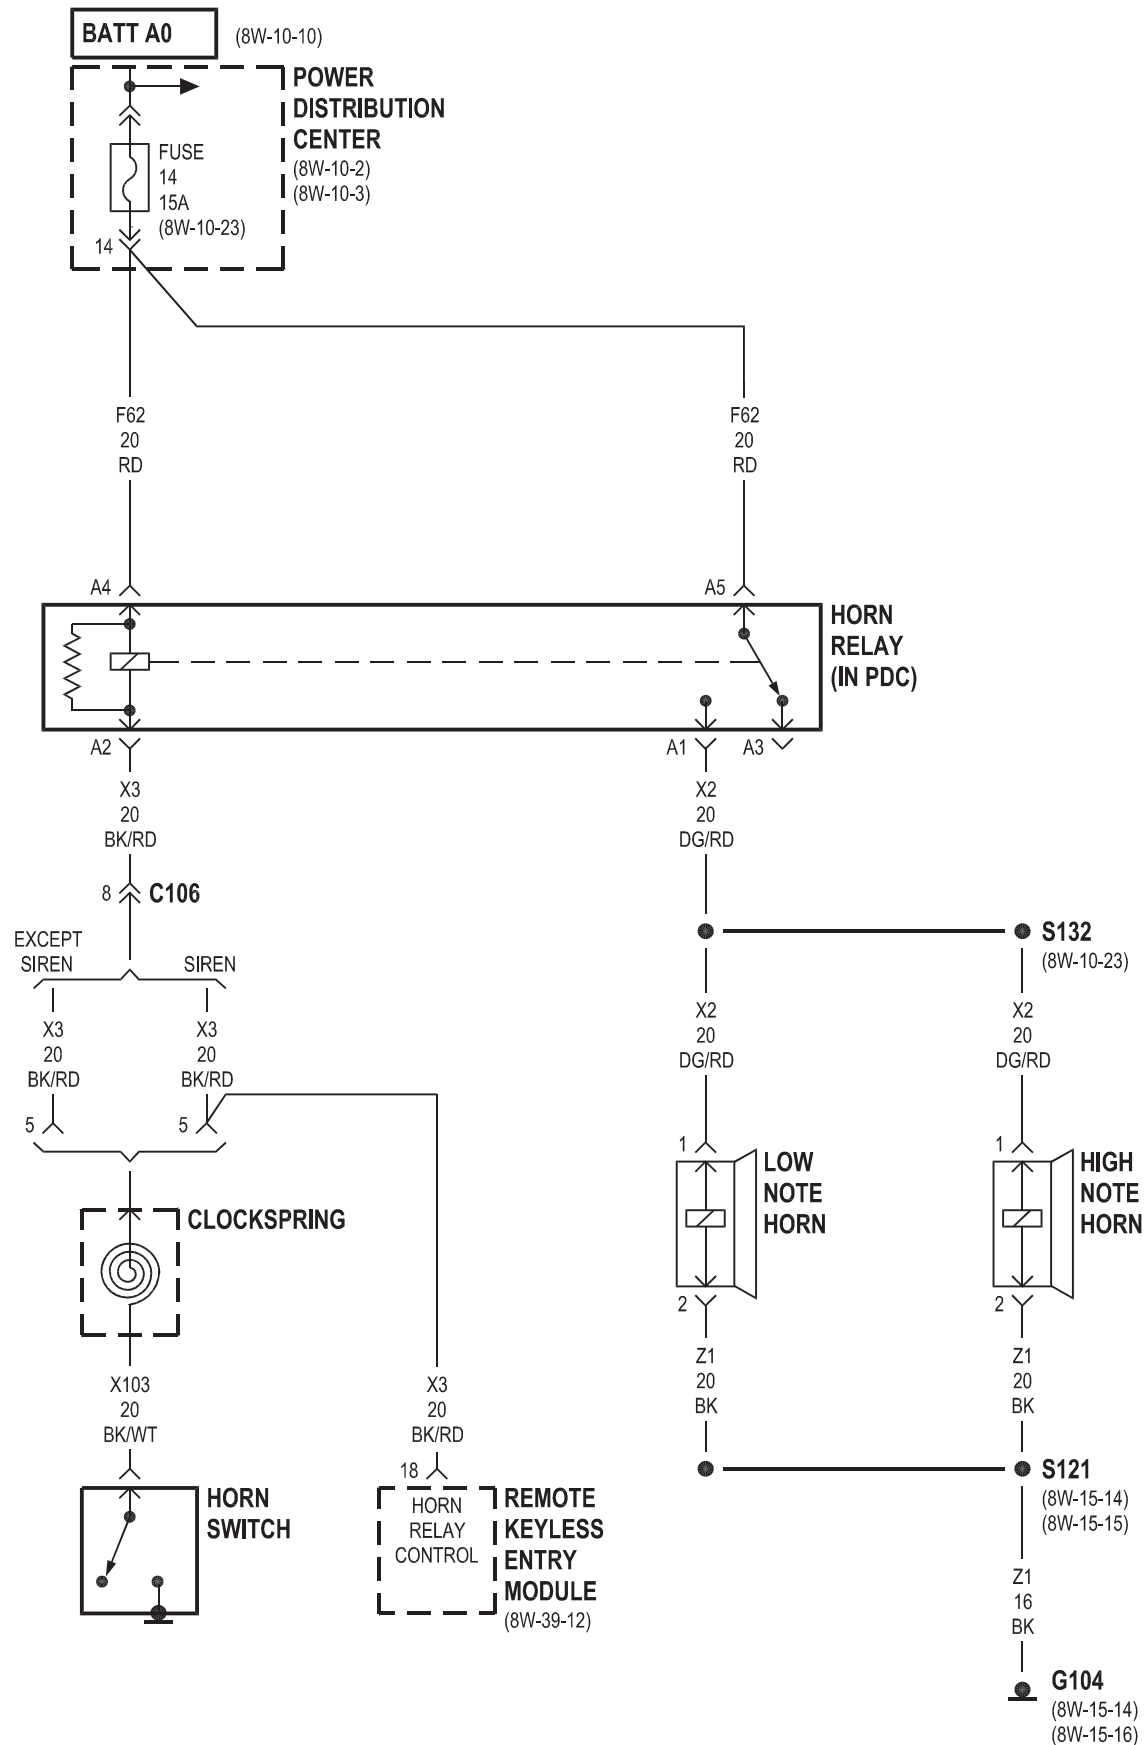 BATT A0
(8W-10-10)
POWER
DISTRIBUTION
CENTER
(8W-10-2)
(8W-10-3)
FUSE
14
15A
(8W-10-23)
14
F62
20
RD
F62
20
RD
A4
A5
HORN
RELAY
(IN PDC)
A2
A1
A3
X3
20
BK/RD
X2
20
DG/RD
8
C106
EXCEPT
SIREN
SIREN
S132
(8W-10-23)
X3
20
BK/RD
X3
20
BK/RD
X2
20
DG/RD
X2
20
DG/RD
5
5
1
1
LOW
NOTE
HORN
HIGH
NOTE
HORN
CLOCKSPRING
2
2
X103
20
BK/WT
X3
20
BK/RD
Z1
20
BK
Z1
20
BK
18
S121
(8W-15-14)
(8W-15-15)
HORN
SWITCH
HORN
RELAY
CONTROL
REMOTE
KEYLESS
ENTRY
MODULE
(8W-39-12)
Z1
16
BK
G104
(8W-15-14)
(8W-15-16)